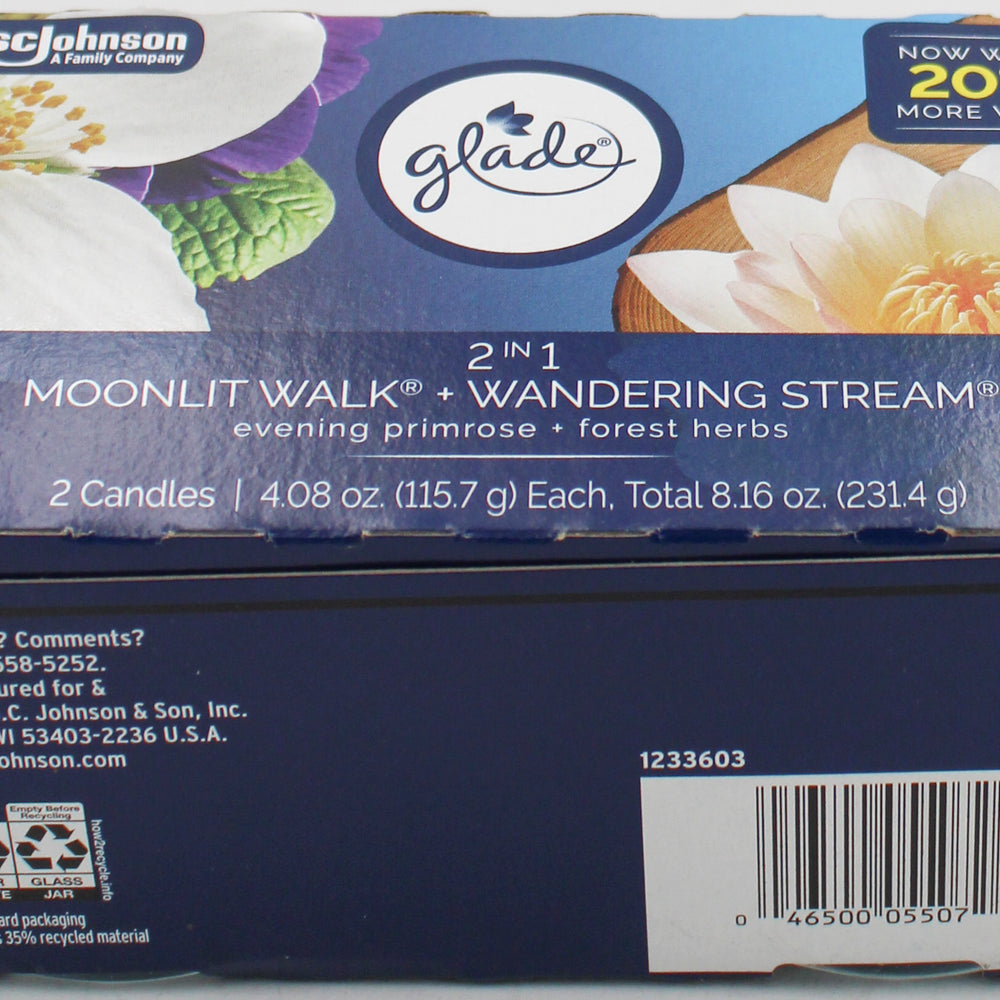 SCJohnson
A Family Company
glade®
NOW W
20
MORE
2 IN 1
MOONLIT WALK® + WANDERING STREAM®
evening primrose + forest herbs
2 Candles | 4.08 oz. (115.7 g) Each, Total 8.16 oz. (231.4 g)
? Comments?
558-5252.
ured for &
.C. Johnson & Son, Inc.
WI 53403-2236 U.S.A.
ohnson.com
Empty Before
Recycling
GLASS
JAR
how2recycle.info
ard packaging
35% recycled material
1233603
0 46500 05507